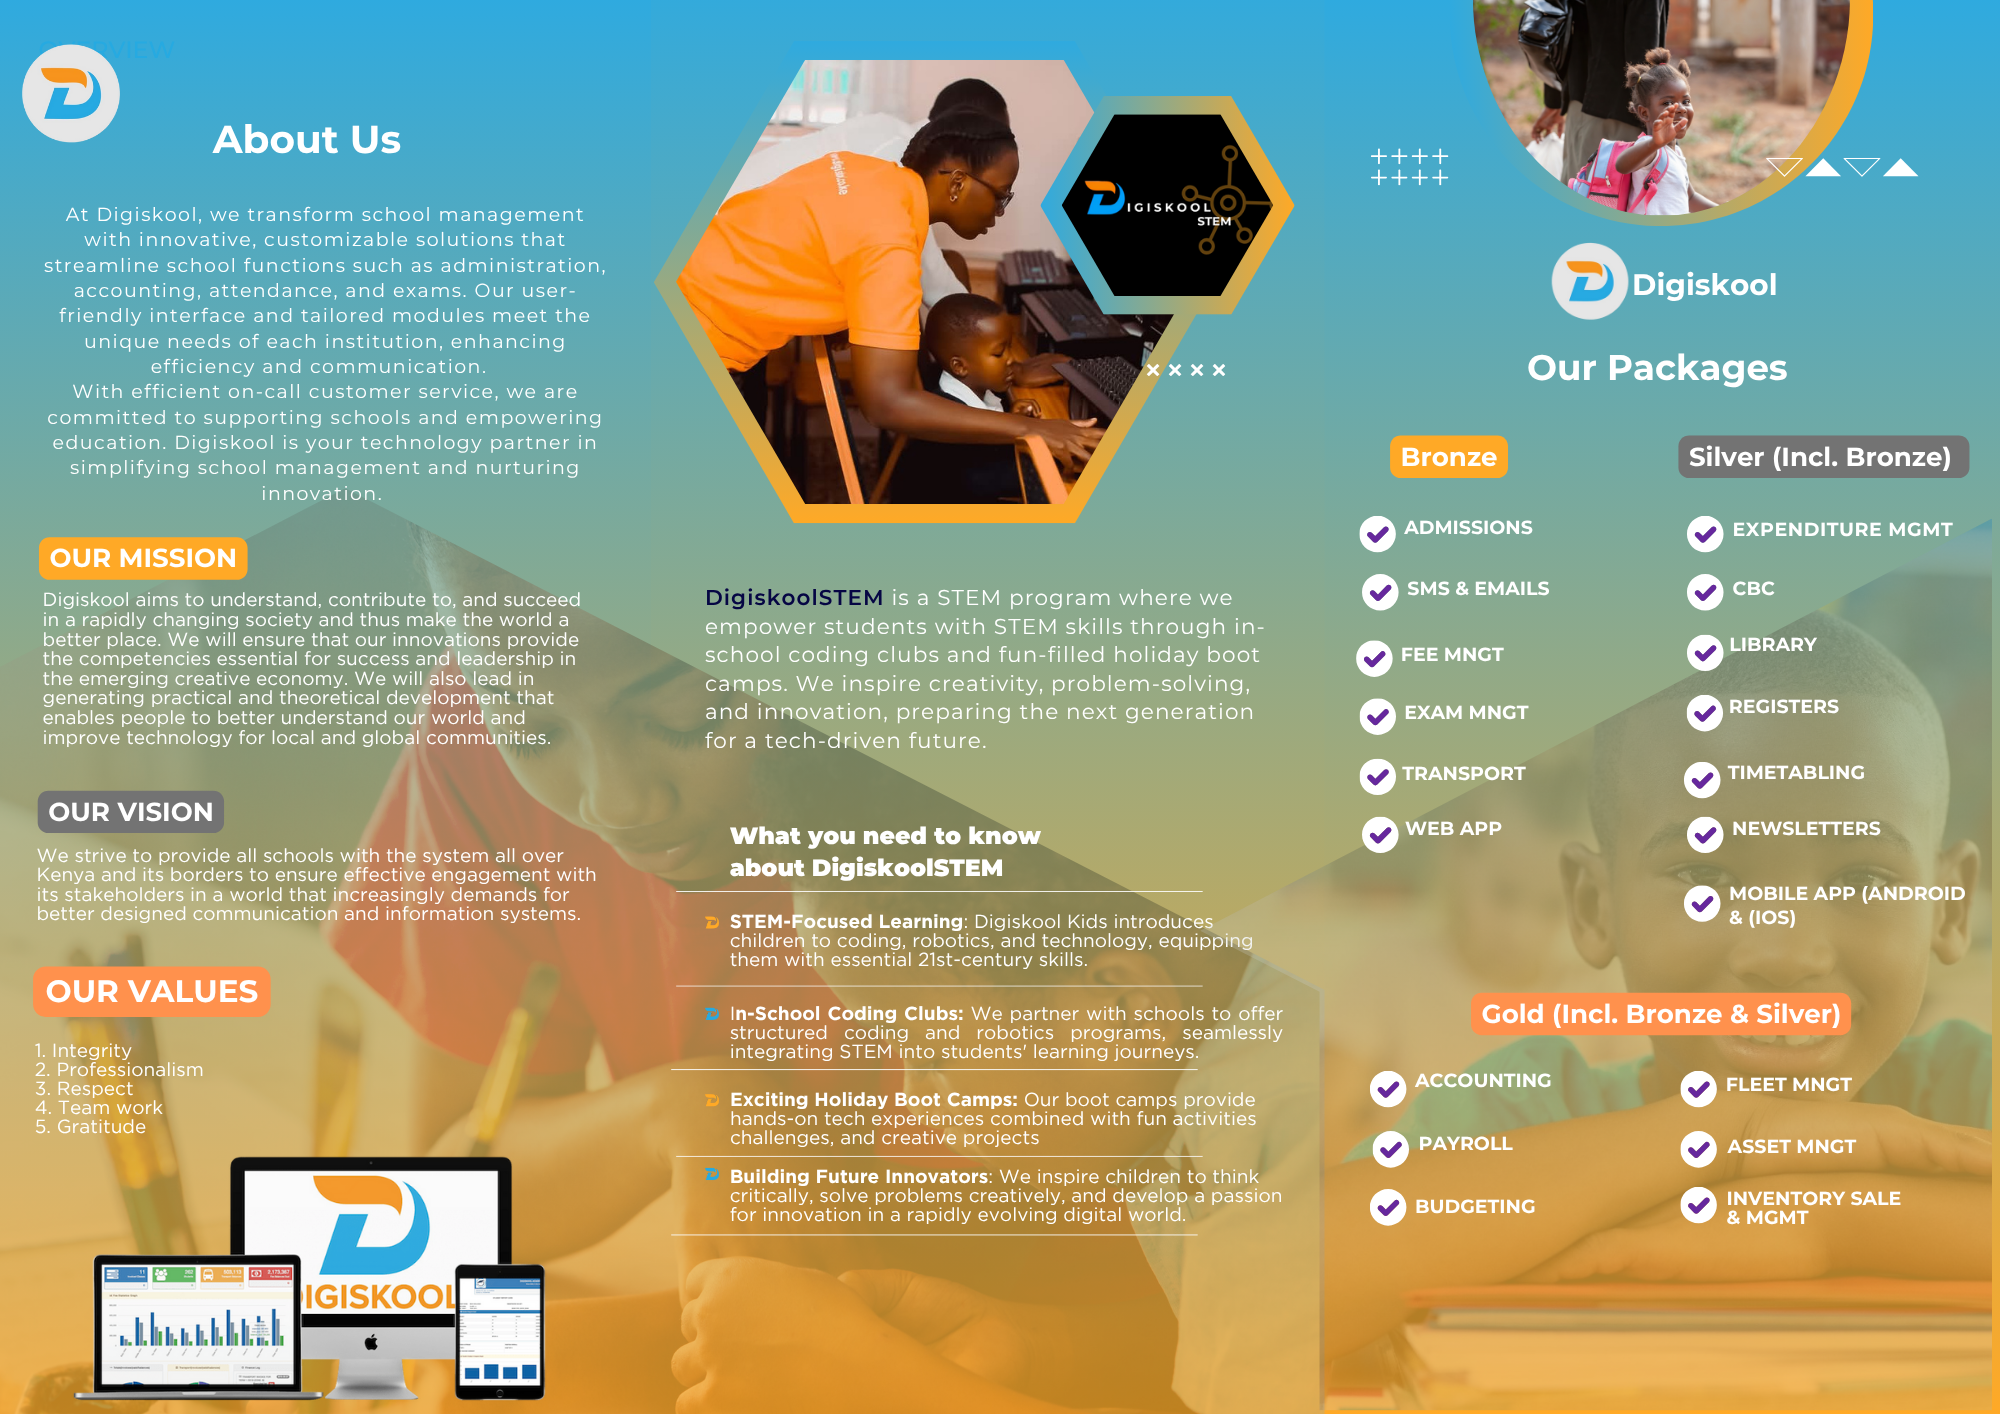 VIEW
About Us
At Digiskool, we transform school management
with innovative, customizable solutions that
streamline school functions such as administration,
accounting, attendance, and exams. Our user-
friendly interface and tailored modules meet the
unique needs of each institution, enhancing
efficiency and communication.
With efficient on-call customer service, we are
committed to supporting schools and empowering
education. Digiskool is your technology partner in
simplifying school management and nurturing
innovation.
OUR MISSION
Digiskool aims to understand, contribute to, and succeed
in a rapidly changing society and thus make the world a
better place. We will ensure that our innovations provide
the competencies essential for success and leadership in
the emerging creative economy. We will also lead in
generating practical and theoretical development that
enables people to better understand our world and
improve technology for local and global communities.
OUR VISION
We strive to provide all schools with the system all over
Kenya and its borders to ensure effective engagement with
its stakeholders in a world that increasingly demands for
better designed communication and information systems.
OUR VALUES
1. Integrity
2. Professionalism
3. Respect
4. Team work
5. Gratitude
DIGISKOOL
DIGISKOOL
STEM
DigiskoolSTEM is a STEM program where we
empower students with STEM skills through in-
school coding clubs and fun-filled holiday boot
camps. We inspire creativity, problem-solving,
and innovation, preparing the next generation
for a tech-driven future.
What you need to know
about DigiskoolSTEM
STEM-Focused Learning: Digiskool Kids introduces
children to coding, robotics, and technology, equipping
them with essential 21st-century skills.
In-School Coding Clubs: We partner with schools to offer
structured coding and robotics programs, seamlessly
integrating STEM into students' learning journeys.
Exciting Holiday Boot Camps: Our boot camps provide
hands-on tech experiences combined with fun activities
challenges, and creative projects
Building Future Innovators: We inspire children to think
critically, solve problems creatively, and develop a passion
for innovation in a rapidly evolving digital world.
Digiskool
Our Packages
Bronze
ADMISSIONS
SMS & EMAILS
FEE MNGT
EXAM MNGT
TRANSPORT
WEB APP
Silver (Incl. Bronze)
EXPENDITURE MGMT
CBC
LIBRARY
REGISTERS
TIMETABLING
NEWSLETTERS
MOBILE APP (ANDROID
& (IOS)
Gold (Incl. Bronze & Silver)
ACCOUNTING
PAYROLL
BUDGETING
FLEET MNGT
ASSET MNGT
INVENTORY SALE
& MGMT